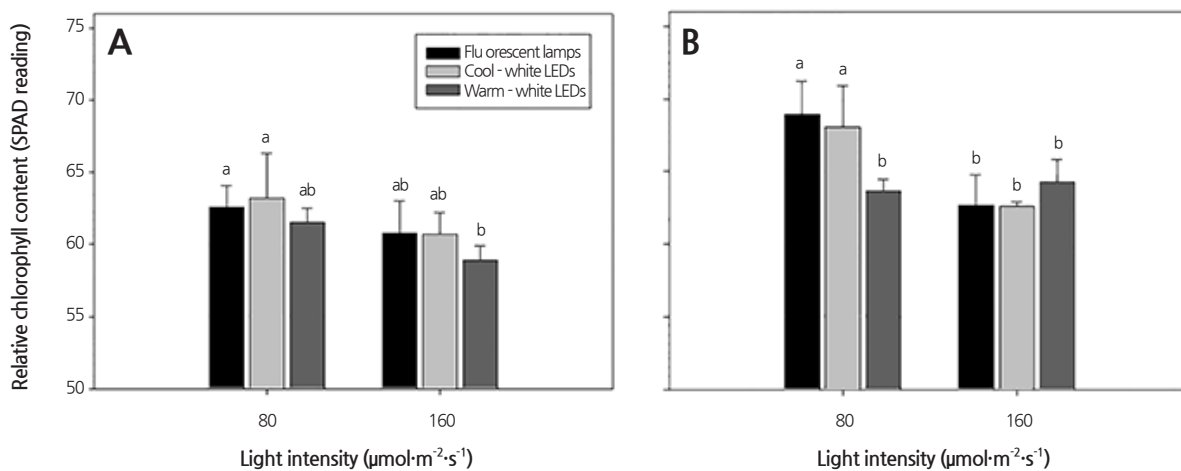 Relative chlorophyll content (SPAD reading)
75
70
65
60
55
50
A
Flu orescent lamps
Cool - white LEDs
Warm - white LEDs
a
a
ab
ab
ab
b
80
160
Light intensity (μmol·m⁻²·s⁻¹)
B
a
a
b
b
b
b
80
160
Light intensity (μmol·m⁻²·s⁻¹)